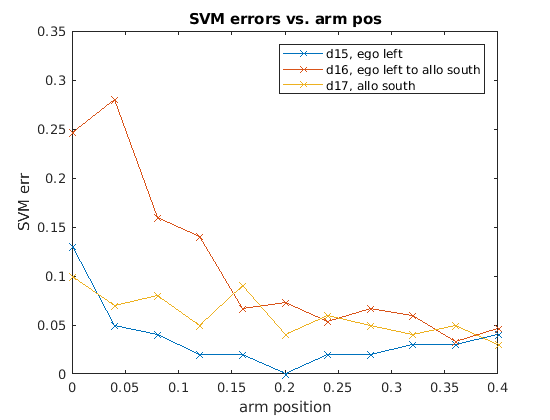 SVM errors vs. arm pos
d15, ego left
d16, ego left to allo south
d17, allo south
0.35
0.3
0.25
0.2
0.15
0.1
0.05
0
SVM err
0 0.05 0.1 0.15 0.2 0.25 0.3 0.35 0.4
arm position